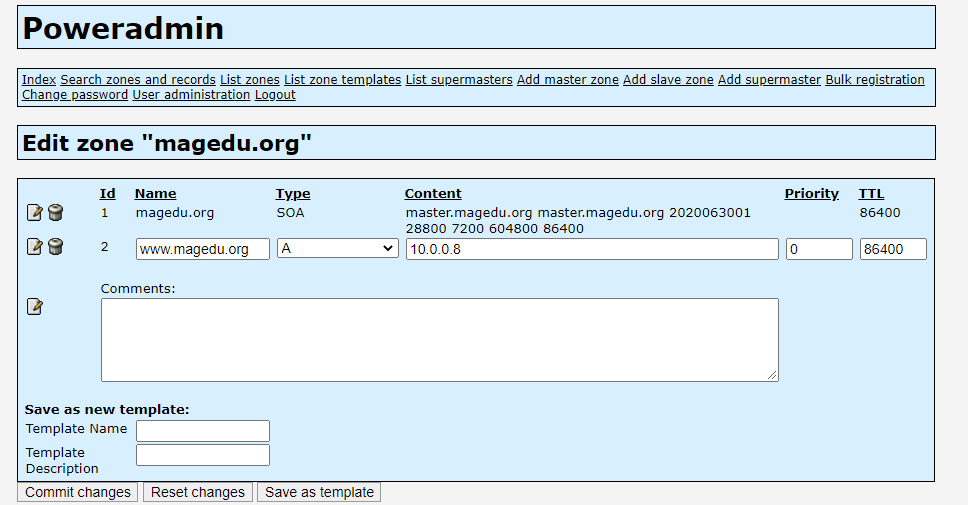 Poweradmin
Index Search zones and records List zones List zone templates List supermasters Add master zone Add slave zone Add supermaster Bulk registration
Change password User administration Logout
Edit zone "magedu.org"
Id Name Type Content Priority TTL
1 magedu.org SOA master.magedu.org master.magedu.org 2020063001 86400
28800 7200 604800 86400
2 www.magedu.org A 10.0.0.8 0 86400
Comments:
Save as new template:
Template Name
Template
Description
Commit changes Reset changes Save as template